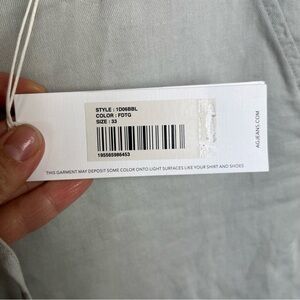 STYLE : 1D06BBL
COLOR : FDTG
SIZE : 33
195565986453
THIS GARMENT MAY DEPOSIT SOME COLOR ONTO LIGHT SURFACES LIKE YOUR SHIRT AND SHOES
AGJEANS.COM